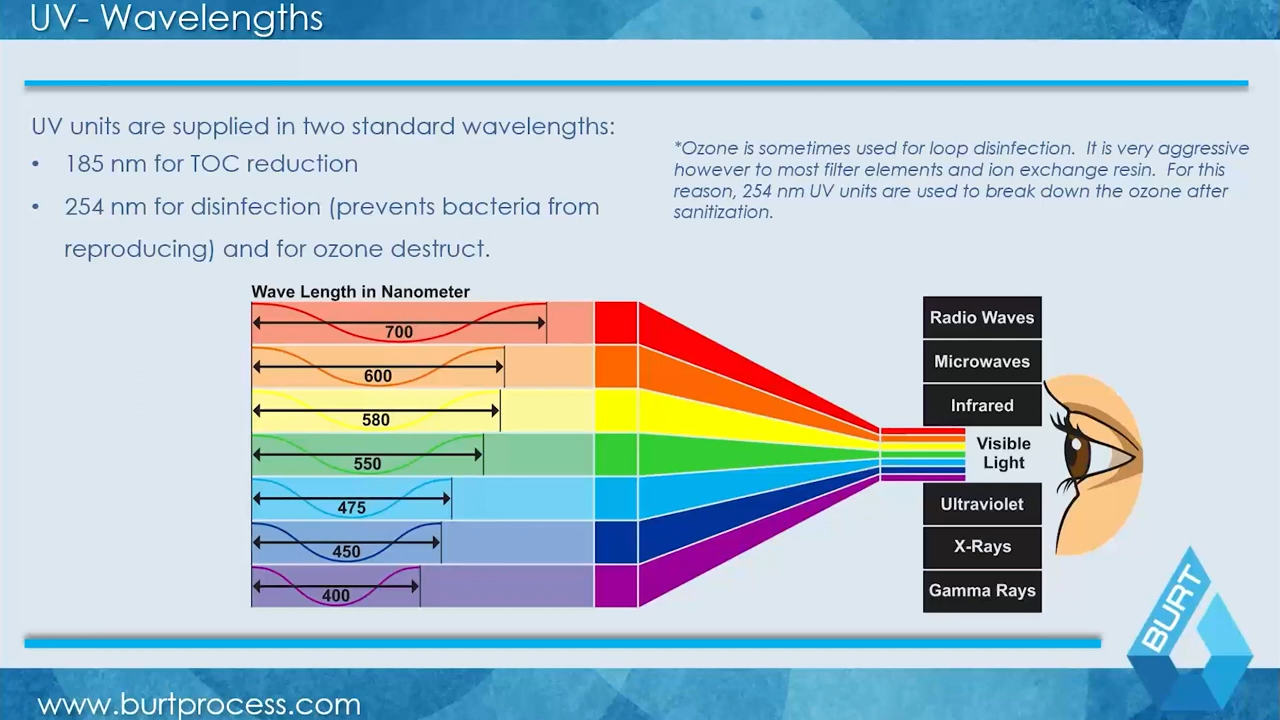 UV- Wavelengths
UV units are supplied in two standard wavelengths:
• 185 nm for TOC reduction
• 254 nm for disinfection (prevents bacteria from
reproducing) and for ozone destruct.
*Ozone is sometimes used for loop disinfection. It is very aggressive
however to most filter elements and ion exchange resin. For this
reason, 254 nm UV units are used to break down the ozone after
sanitization.
Wave Length in Nanometer
700
600
580
550
475
450
400
Radio Waves
Microwaves
Infrared
Visible
Light
Ultraviolet
X-Rays
Gamma Rays
BURT
www.burtprocess.com